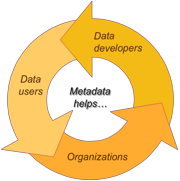 Data
developers
Data
users
Metadata
helps...
Organizations